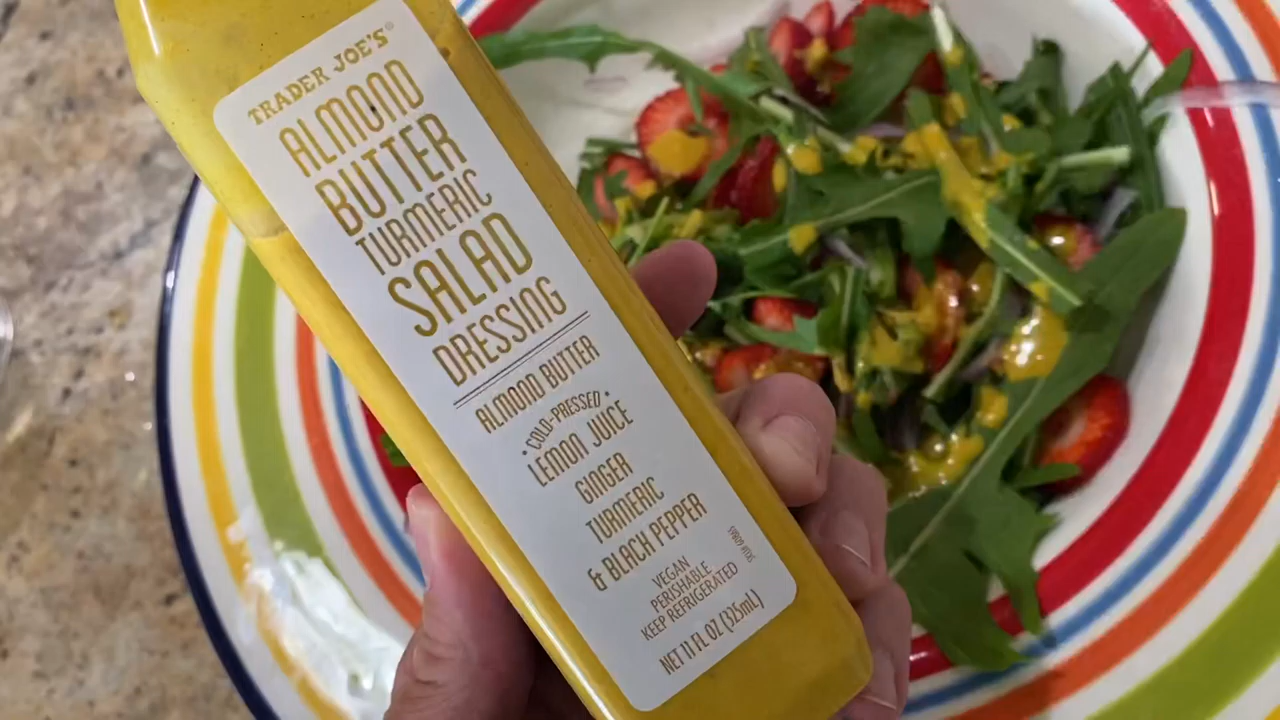 TRADER JOE'S®
ALMOND
BUTTER
TURMERIC
SALAD
DRESSING
ALMOND BUTTER
• COLD-PRESSED •
LEMON JUICE
GINGER
TURMERIC
& BLACK PEPPER
VEGAN
PERISHABLE
KEEP REFRIGERATED
NET 11 FL OZ (325mL)